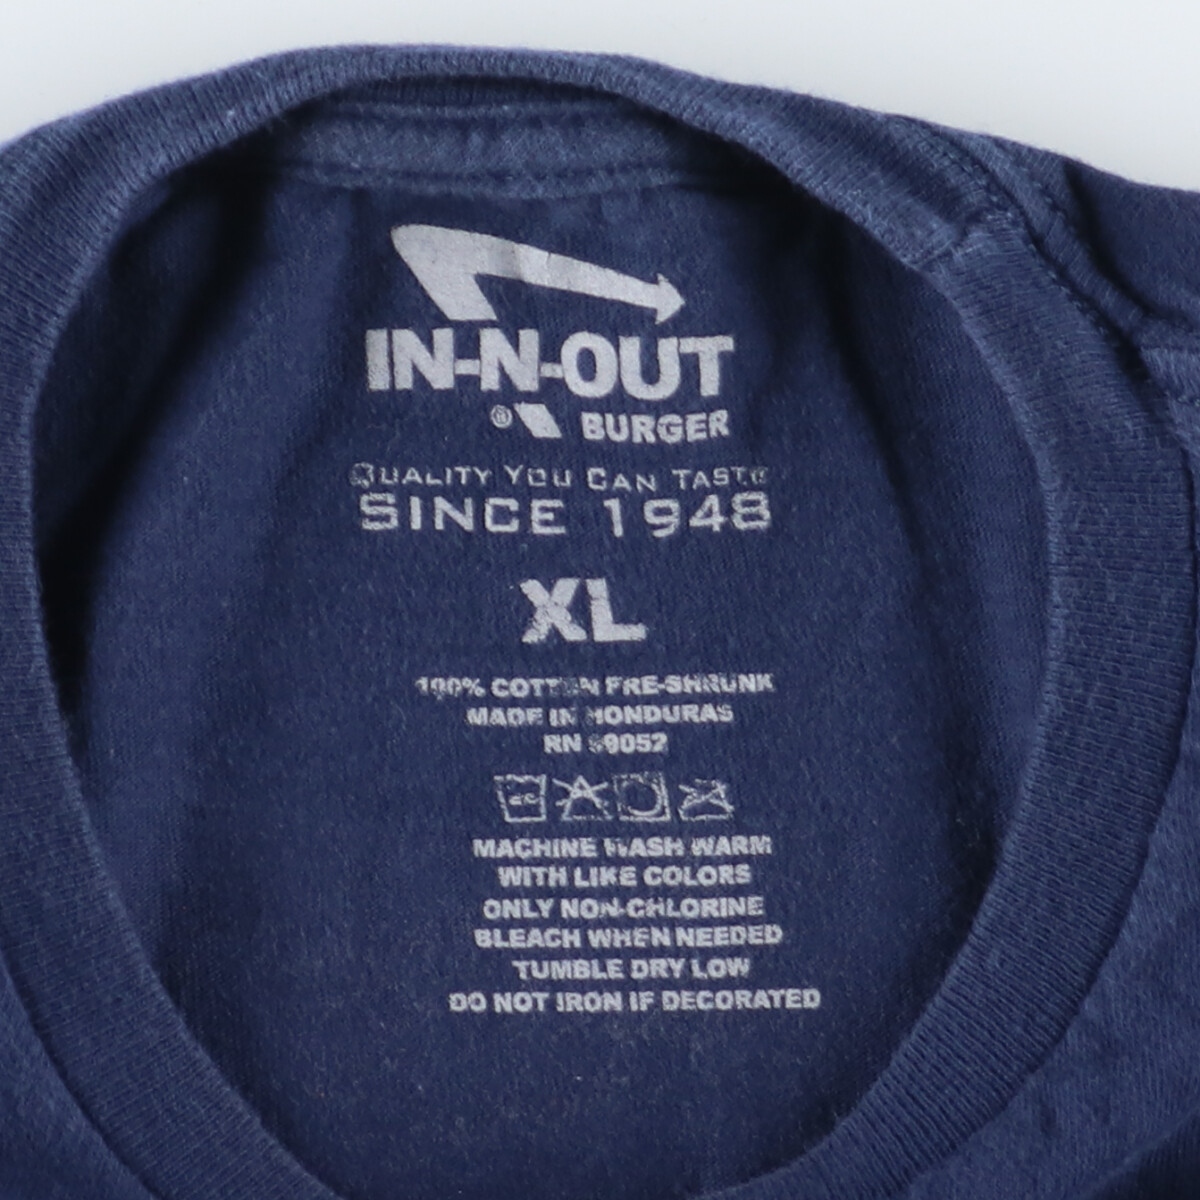 IN-N-OUT
® BURGER
QUALITY YOU CAN TASTE
SINCE 1948
XL
100% COTTON PRE-SHRUNK
MADE IN HONDURAS
RN
MACHINE WASH WARM
WITH LIKE COLORS
ONLY NON-CHLORINE
BLEACH WHEN NEEDED
TUMBLE DRY LOW
DO NOT IRON IF DECORATED